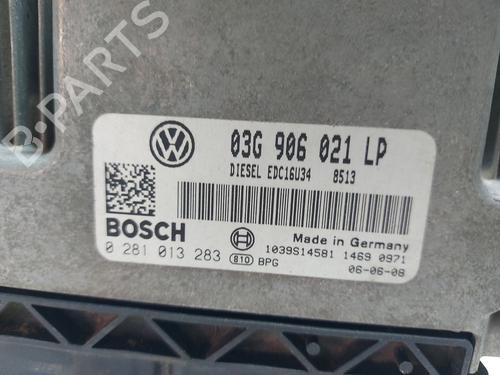 B·PARTS
03G 906 021 LP
DIESEL EDC16U34 8513
BOSCH
Made in Germany
0 281 013 283
810 BPG
1039S14581 1469 0971
06-06-08